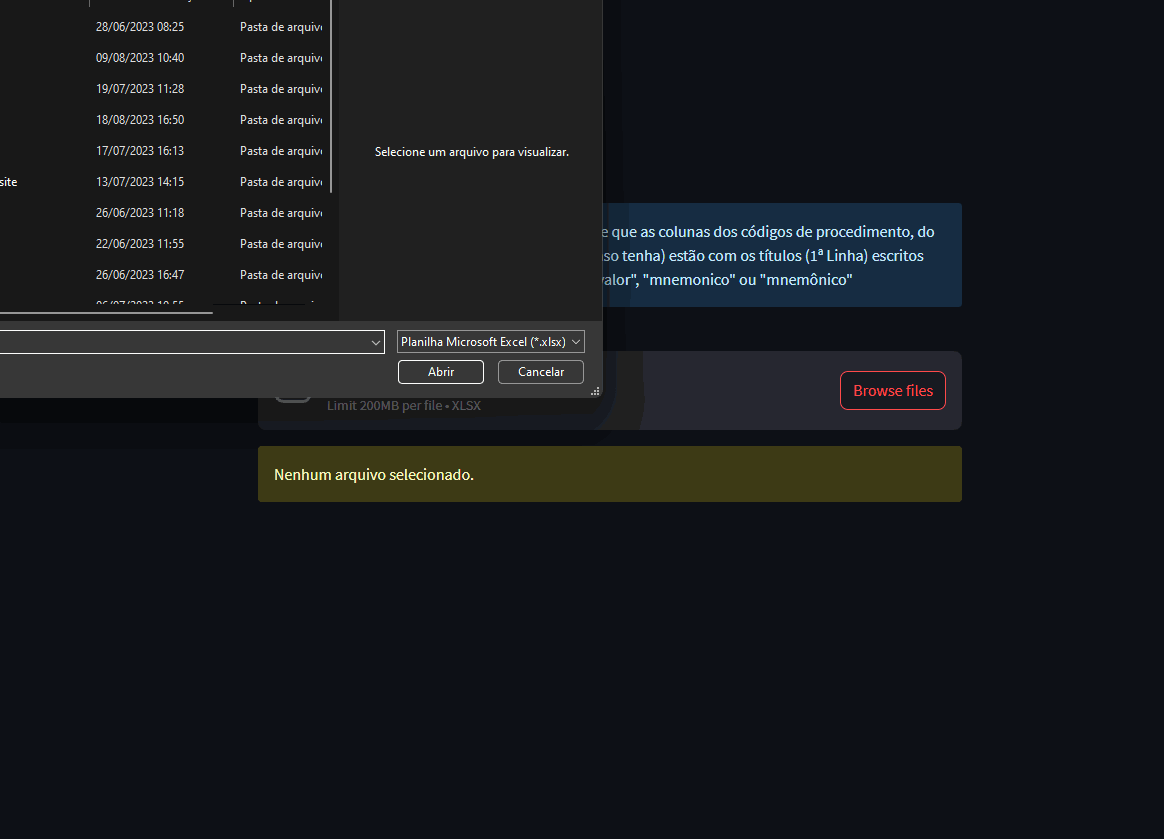 28/06/2023 08:25 Pasta de arquivo
09/08/2023 10:40 Pasta de arquivo
19/07/2023 11:28 Pasta de arquivo
18/08/2023 16:50 Pasta de arquivo
17/07/2023 16:13 Pasta de arquivo
site 13/07/2023 14:15 Pasta de arquivo
26/06/2023 11:18 Pasta de arquivo
22/06/2023 11:55 Pasta de arquivo
26/06/2023 16:47 Pasta de arquivo
Selecione um arquivo para visualizar.
e que as colunas dos códigos de procedimento, do
so tenha) estão com os títulos (1ª Linha) escritos
valor", "mnemonico" ou "mnemônico"
Planilha Microsoft Excel (*.xlsx)
Abrir Cancelar
Browse files
Limit 200MB per file • XLSX
Nenhum arquivo selecionado.